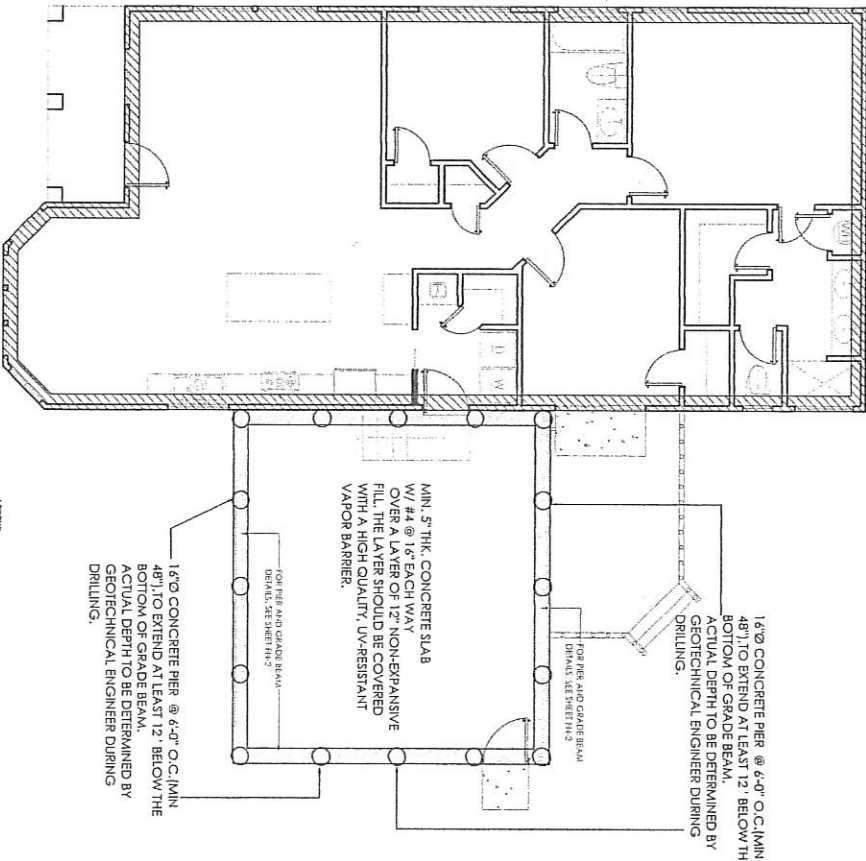 16"Ø CONCRETE PIER @ 6'-0" O.C.(MIN
48"),TO EXTEND AT LEAST 12' BELOW TH
BOTTOM OF GRADE BEAM.
ACTUAL DEPTH TO BE DETERMINED BY
GEOTECHNICAL ENGINEER DURING
DRILLING.
FOR PIER AND GRADE BEAM
DETAILS, SEE SHEET FN-2
MIN. 5" THK. CONCRETE SLAB
W/ #4 @ 16" EACH WAY
OVER A LAYER OF 12" NON-EXPANSIVE
FILL. THE LAYER SHOULD BE COVERED
WITH A HIGH QUALITY, UV-RESISTANT
VAPOR BARRIER.
FOR PIER AND GRADE BEAM
DETAILS, SEE SHEET FN-2
16"Ø CONCRETE PIER @ 6'-0" O.C.(MIN
48"),TO EXTEND AT LEAST 12' BELOW THE
BOTTOM OF GRADE BEAM.
ACTUAL DEPTH TO BE DETERMINED BY
GEOTECHNICAL ENGINEER DURING
DRILLING.
D
W